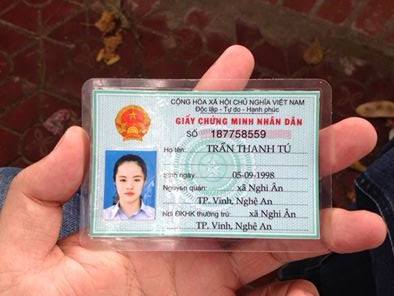 CỘNG HÒA XÃ HỘI CHỦ NGHĨA VIỆT NAM
Độc lập - Tự do - Hạnh phúc
GIẤY CHỨNG MINH NHÂN DÂN
SỐ 187758559
Họ tên: TRẦN THANH TÚ
Sinh ngày: 05-09-1998
Nguyên quán: xã Nghi Ân
TP. Vinh, Nghệ An
Nơi ĐKHK thường trú: xã Nghi Ân
TP. Vinh, Nghệ An